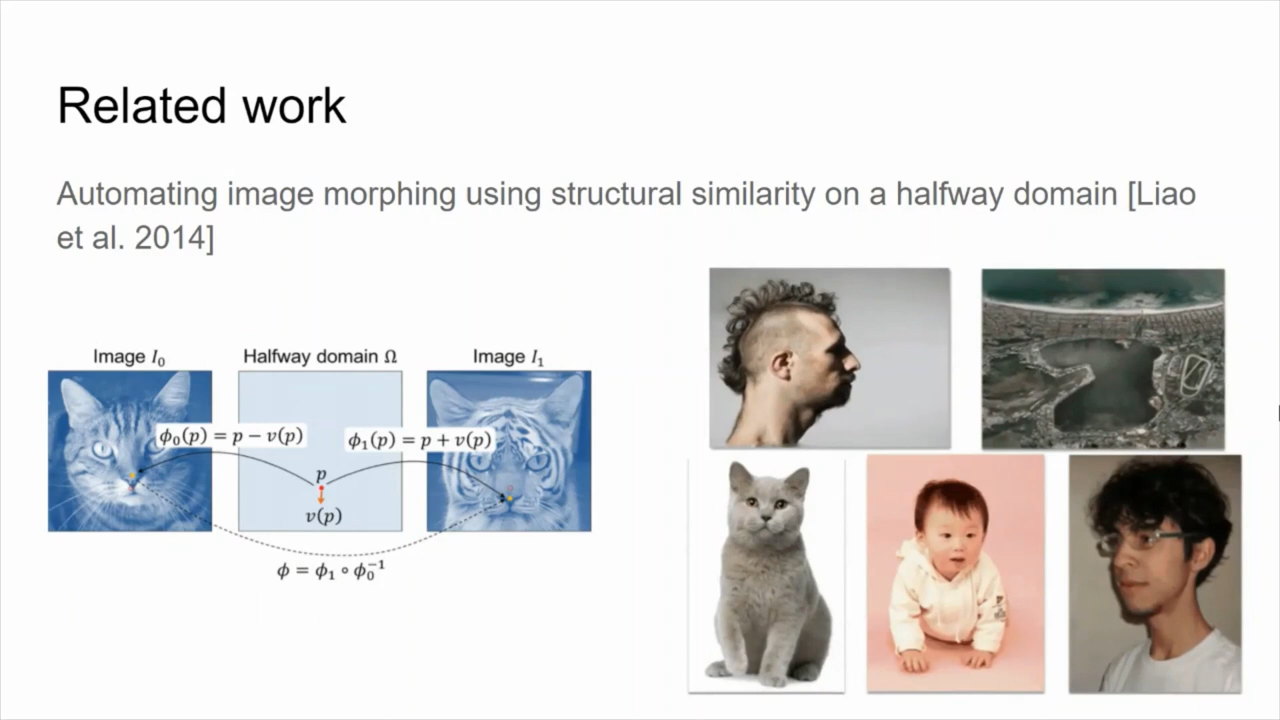 Related work
Automating image morphing using structural similarity on a halfway domain [Liao
et al. 2014]
Image I₀
Halfway domain Ω
Image I₁
ϕ₀(p) = p − v(p)
ϕ₁(p) = p + v(p)
p
v(p)
ϕ = ϕ₁ ∘ ϕ₀⁻¹